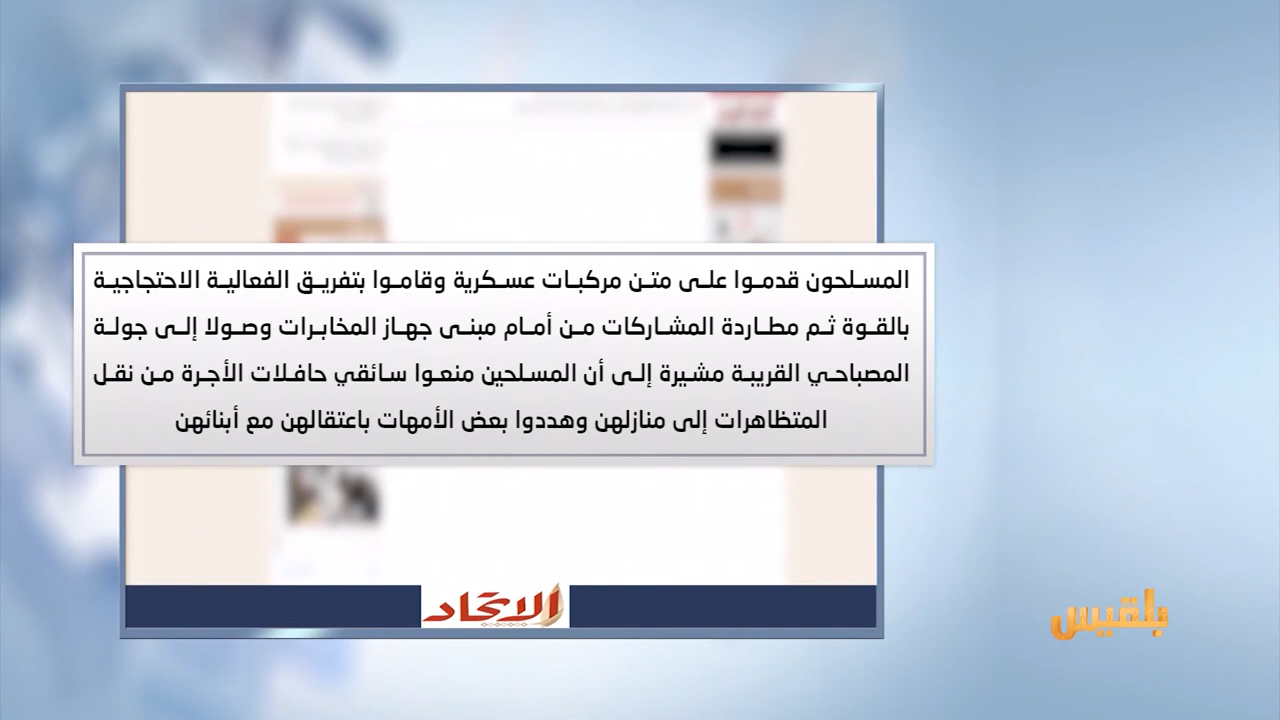 المسلحون قدموا على متن مركبات عسكرية وقاموا بتفريق الفعالية الاحتجاجية
بالقوة ثم مطاردة المشاركات من أمام مبنى جهاز المخابرات وصولا إلى جولة
المصباحي القريبة مشيرة إلى أن المسلحين منعوا سائقي حافلات الأجرة من نقل
المتظاهرات إلى منازلهن وهددوا بعض الأمهات باعتقالهن مع أبنائهن
الاتحاد
بلقيس